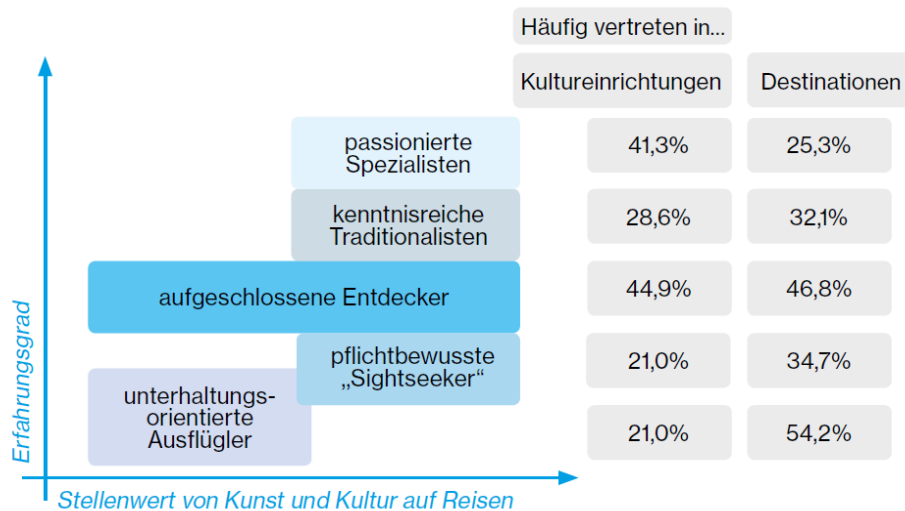 Häufig vertreten in...
Kultureinrichtungen
Destinationen
passionierte
Spezialisten
41,3%
25,3%
kenntnisreiche
Traditionalisten
28,6%
32,1%
aufgeschlossene Entdecker
44,9%
46,8%
pflichtbewusste
„Sightseeker“
21,0%
34,7%
unterhaltungs-
orientierte
Ausflügler
21,0%
54,2%
Erfahrungsgrad
Stellenwert von Kunst und Kultur auf Reisen